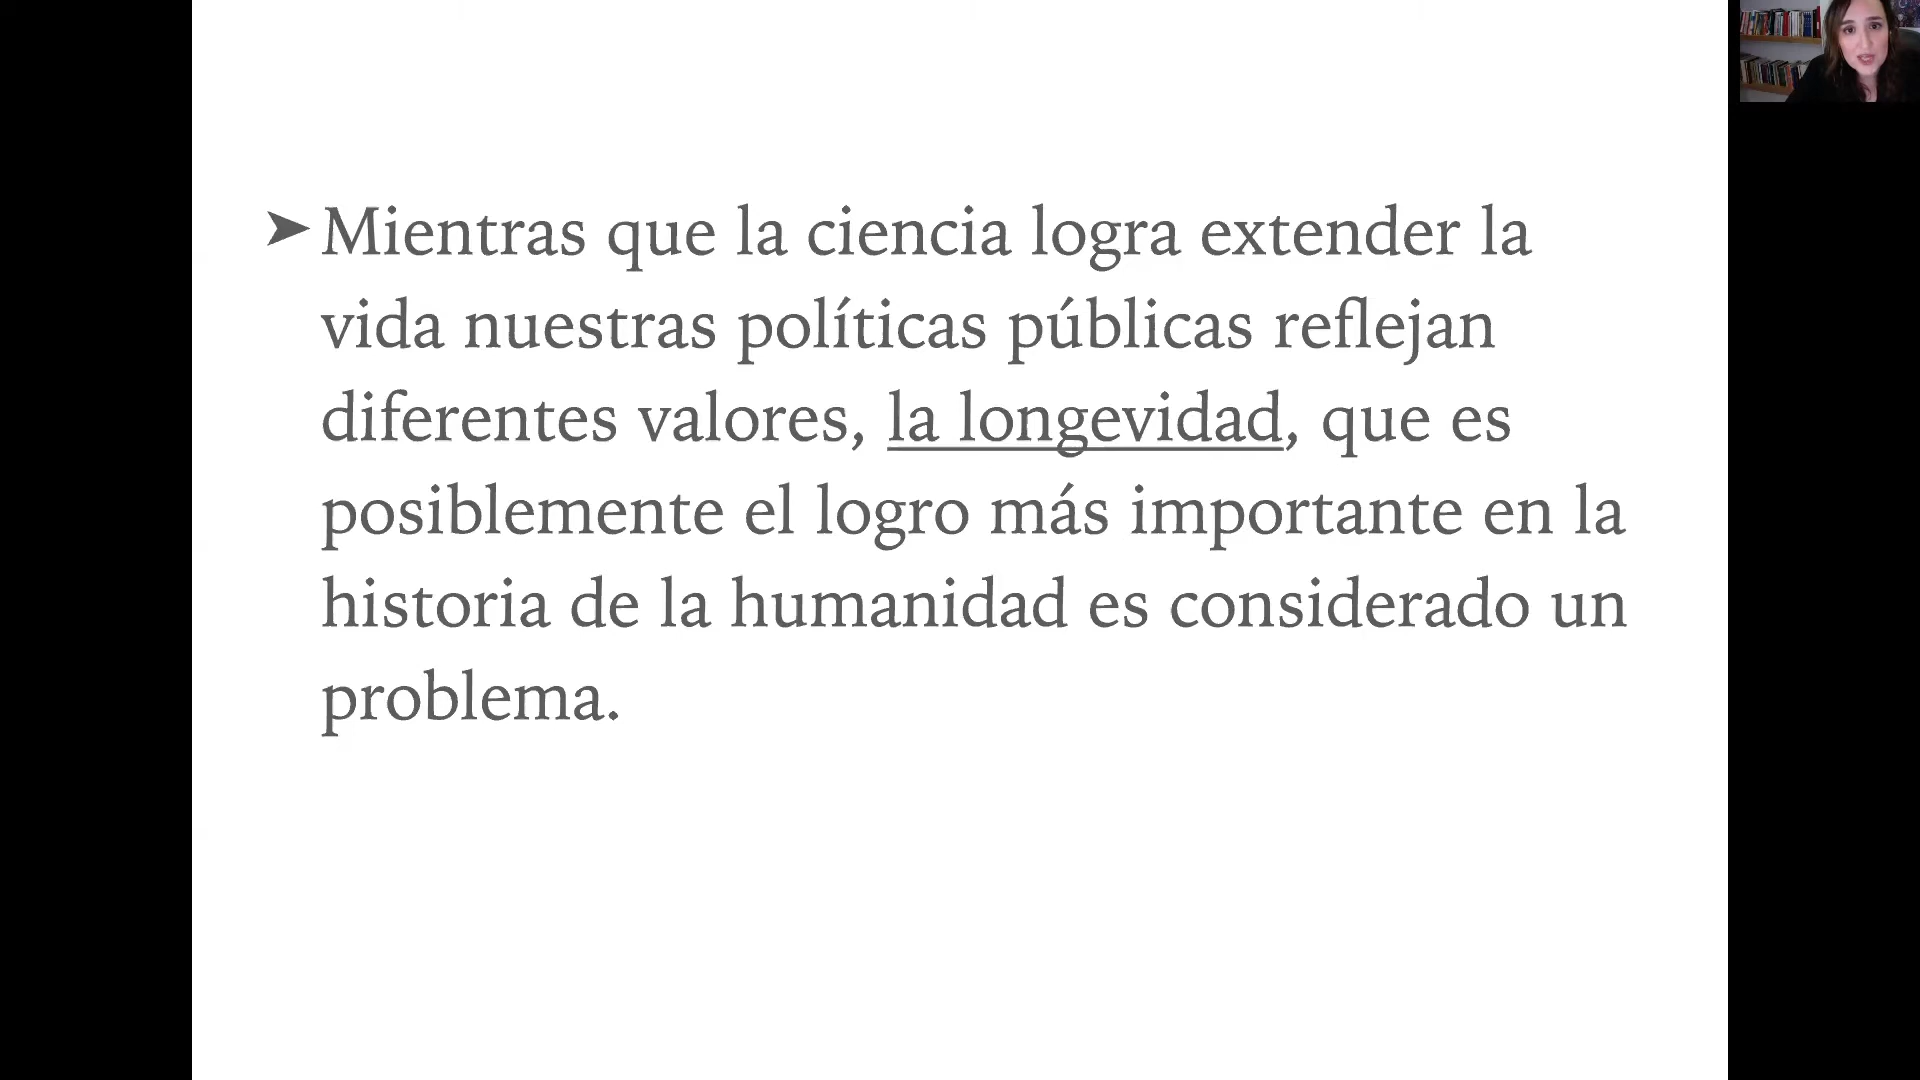 ➤ Mientras que la ciencia logra extender la
vida nuestras políticas públicas reflejan
diferentes valores, la longevidad, que es
posiblemente el logro más importante en la
historia de la humanidad es considerado un
problema.